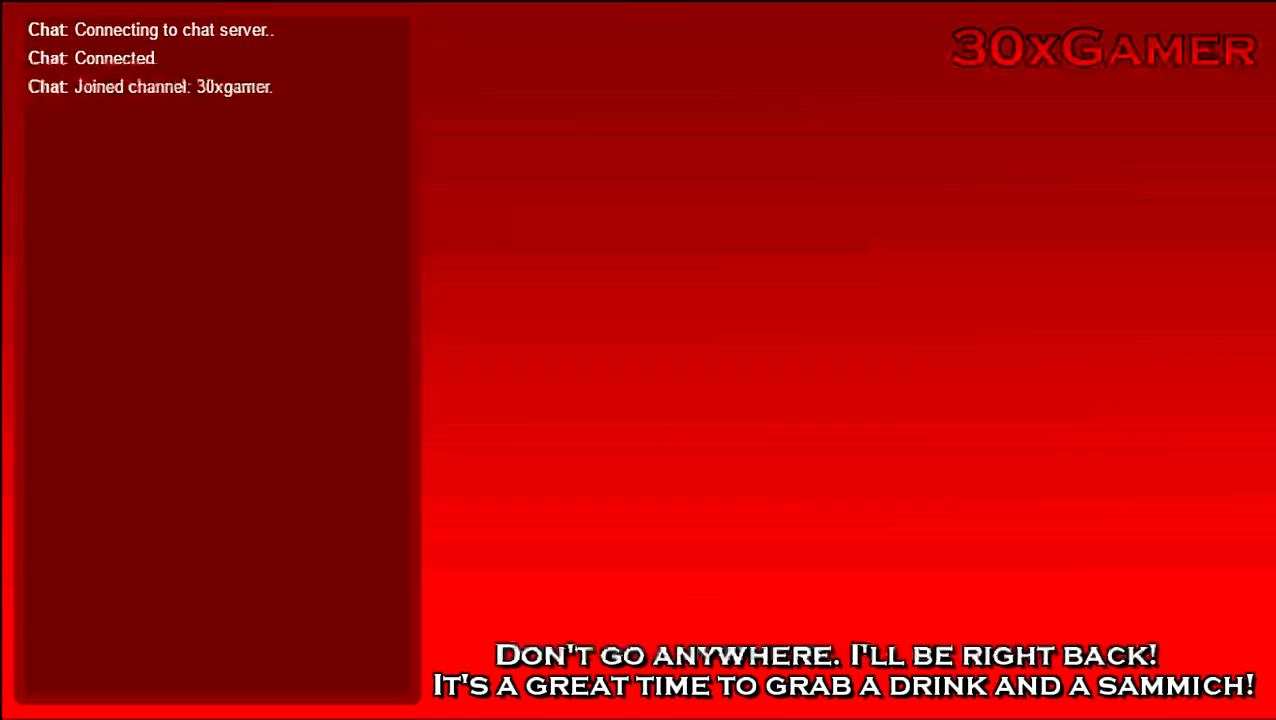 Chat: Connecting to chat server..
Chat: Connected.
Chat: Joined channel: 30xgamer.
30xGamer
Don't go anywhere. I'll be right back!
It's a great time to grab a drink and a sammich!